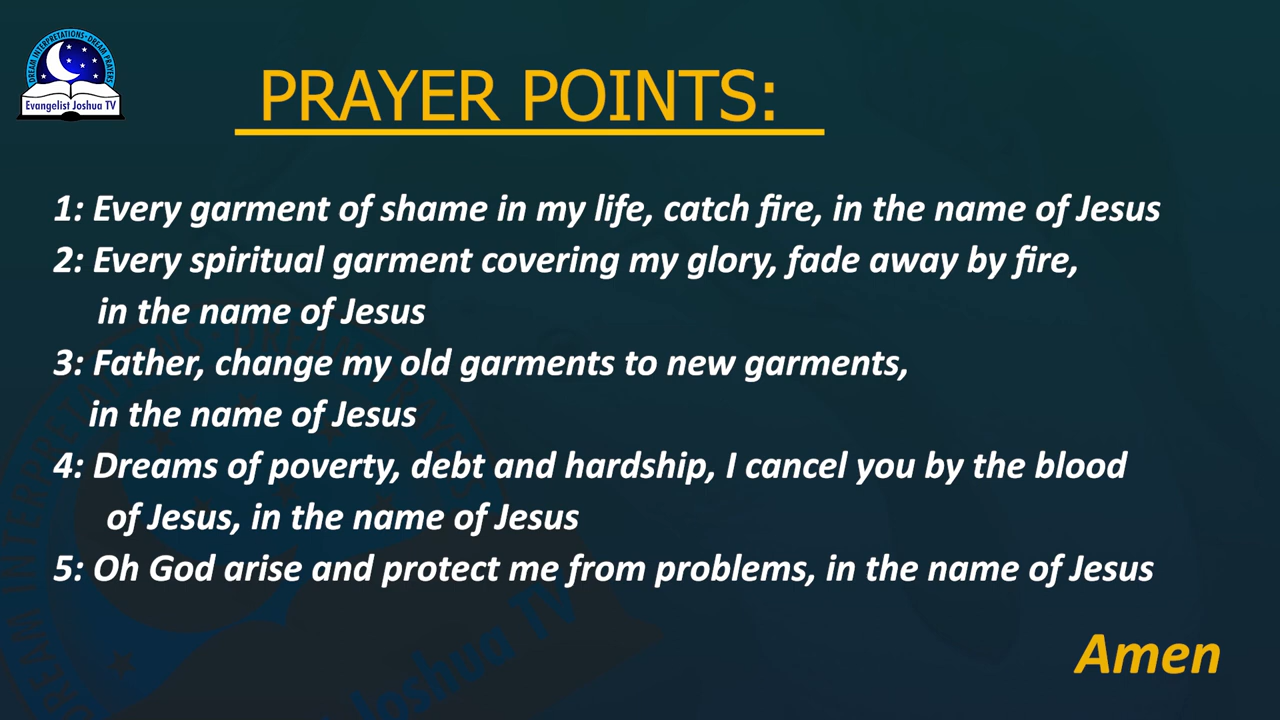 DREAM INTERPRETATIONS · DREAM PRAYERS
Evangelist Joshua TV
PRAYER POINTS:
1: Every garment of shame in my life, catch fire, in the name of Jesus
2: Every spiritual garment covering my glory, fade away by fire,
in the name of Jesus
3: Father, change my old garments to new garments,
in the name of Jesus
4: Dreams of poverty, debt and hardship, I cancel you by the blood
of Jesus, in the name of Jesus
5: Oh God arise and protect me from problems, in the name of Jesus
Amen